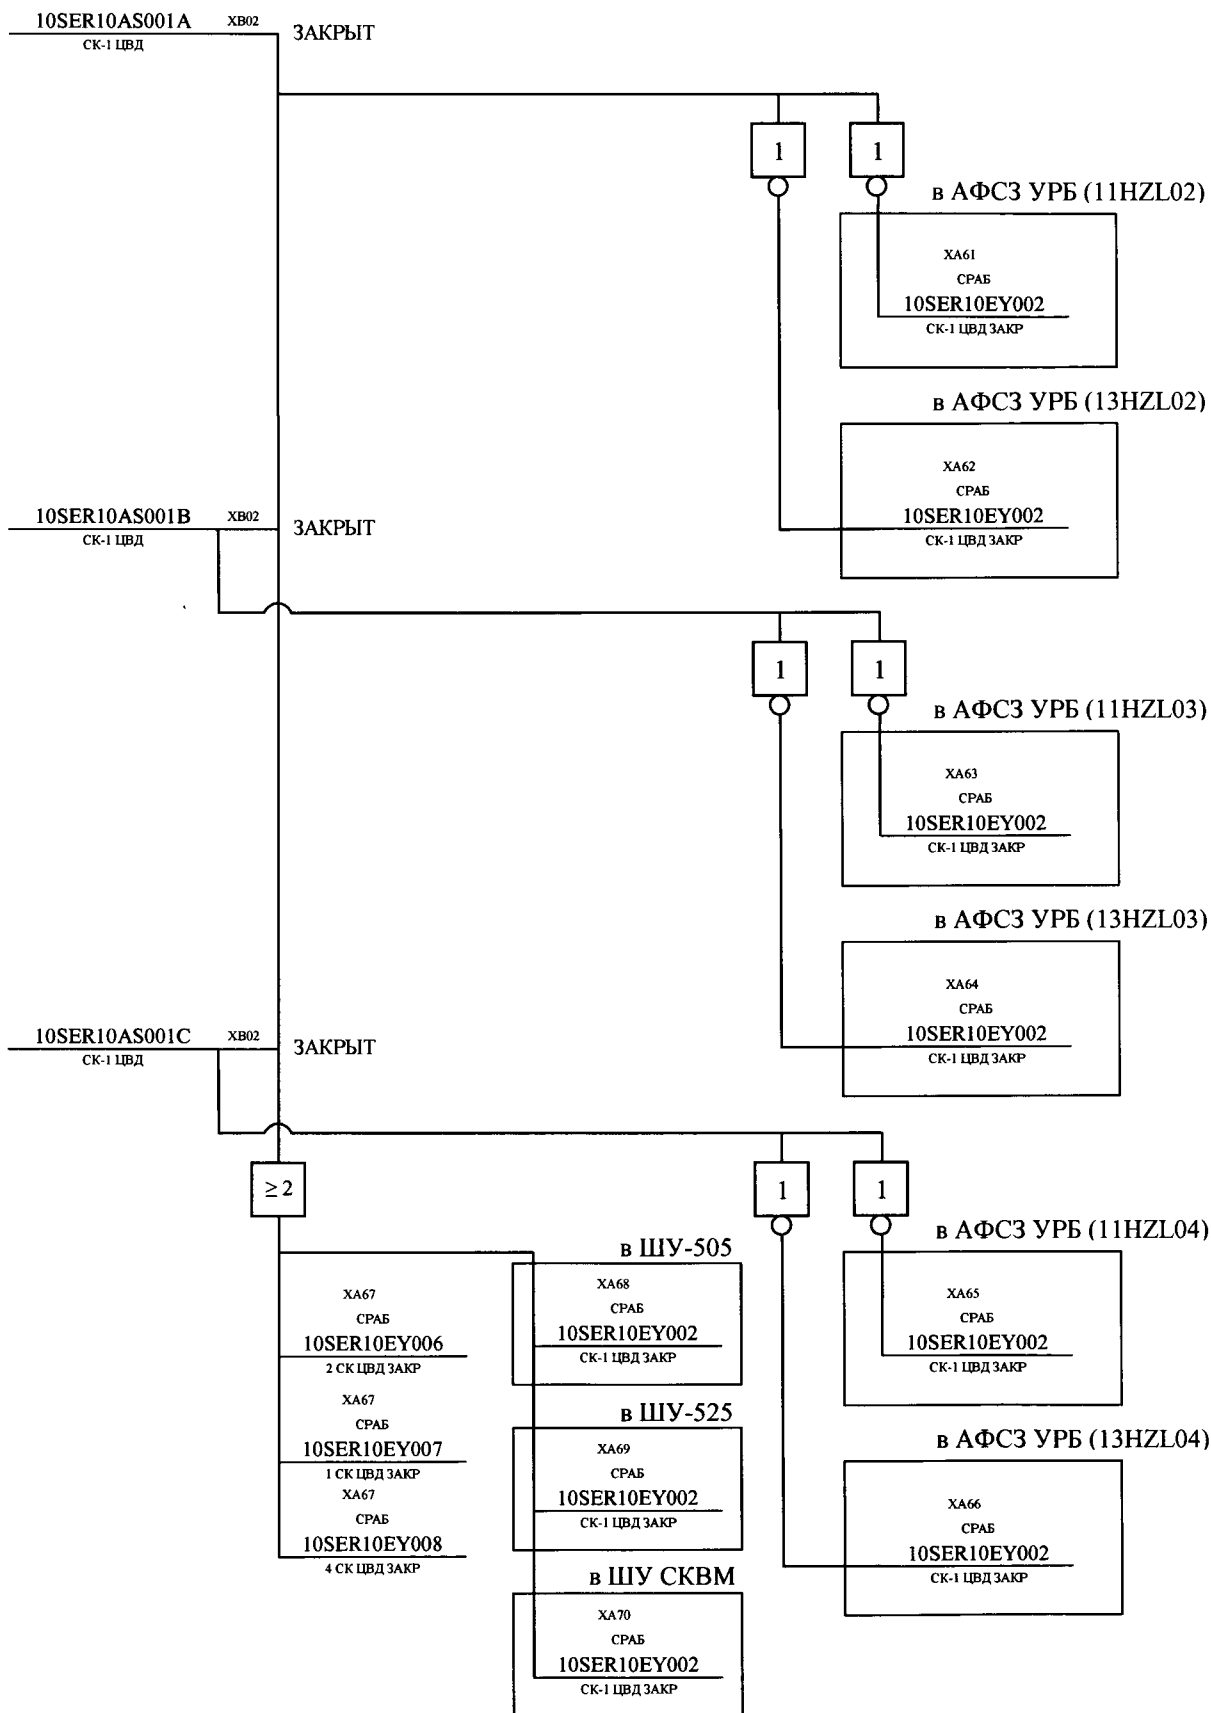 10SER10AS001A
XB02
ЗАКРЫТ
СК-1 ЦВД
1
1
в АФСЗ УРБ (11HZL02)
XA61
СРАБ
10SER10EY002
СК-1 ЦВД ЗАКР
в АФСЗ УРБ (13HZL02)
XA62
СРАБ
10SER10EY002
СК-1 ЦВД ЗАКР
10SER10AS001B
XB02
ЗАКРЫТ
СК-1 ЦВД
1
1
в АФСЗ УРБ (11HZL03)
XA63
СРАБ
10SER10EY002
СК-1 ЦВД ЗАКР
в АФСЗ УРБ (13HZL03)
XA64
СРАБ
10SER10EY002
СК-1 ЦВД ЗАКР
10SER10AS001C
XB02
ЗАКРЫТ
СК-1 ЦВД
≥ 2
1
1
в АФСЗ УРБ (11HZL04)
XA65
СРАБ
10SER10EY002
СК-1 ЦВД ЗАКР
в АФСЗ УРБ (13HZL04)
XA66
СРАБ
10SER10EY002
СК-1 ЦВД ЗАКР
XA67
СРАБ
10SER10EY006
2 СК ЦВД ЗАКР
XA67
СРАБ
10SER10EY007
1 СК ЦВД ЗАКР
XA67
СРАБ
10SER10EY008
4 СК ЦВД ЗАКР
в ШУ-505
XA68
СРАБ
10SER10EY002
СК-1 ЦВД ЗАКР
в ШУ-525
XA69
СРАБ
10SER10EY002
СК-1 ЦВД ЗАКР
в ШУ СКВМ
XA70
СРАБ
10SER10EY002
СК-1 ЦВД ЗАКР